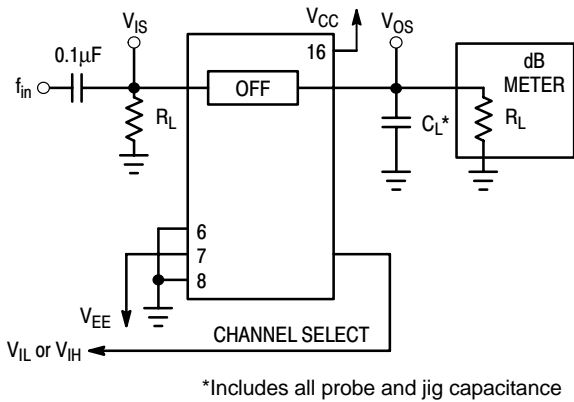 V_IS
V_CC
V_OS
0.1μF
16
dB
METER
f_in
OFF
R_L
C_L*
R_L
6
7
8
V_EE
CHANNEL SELECT
V_IL or V_IH
*Includes all probe and jig capacitance